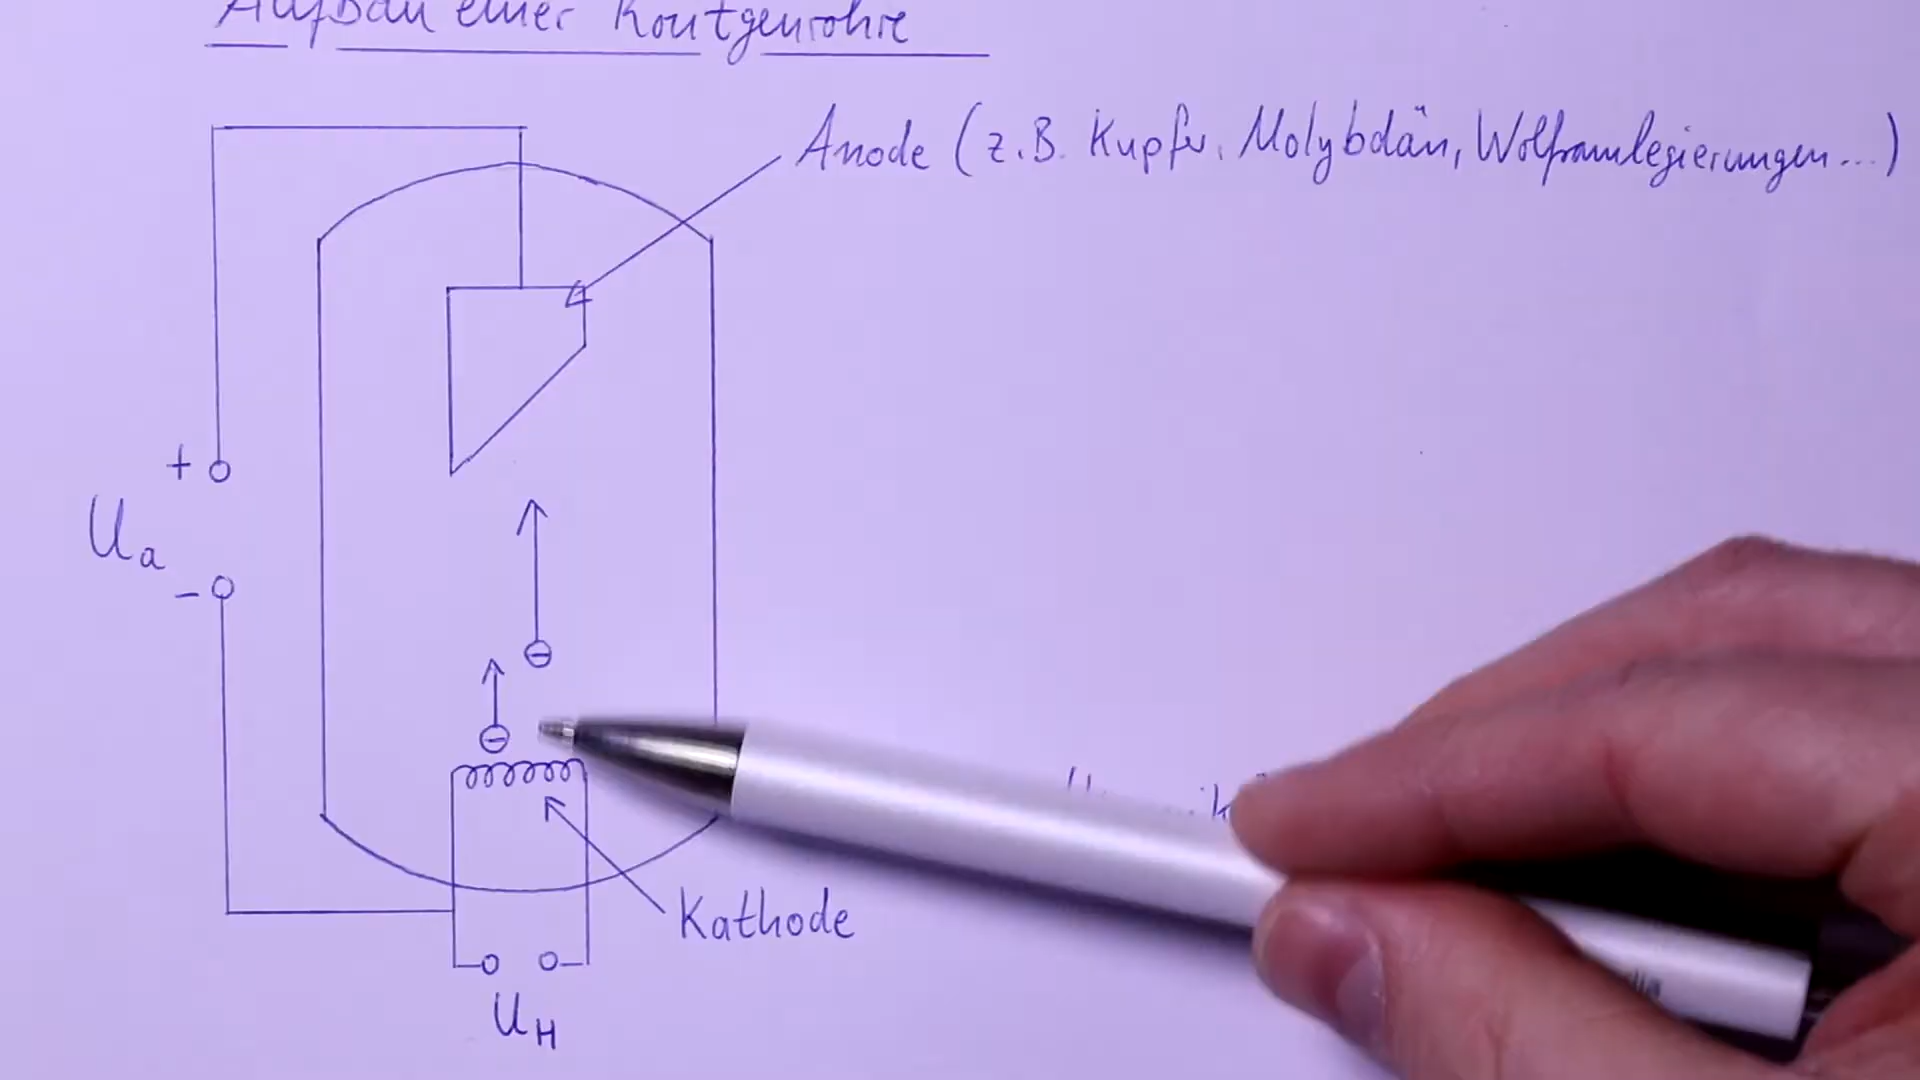 Aufbau einer Röntgenröhre
Anode (z.B. Kupfer, Molybdän, Wolframlegierungen...)
+
Ua
-
Kathode
UH